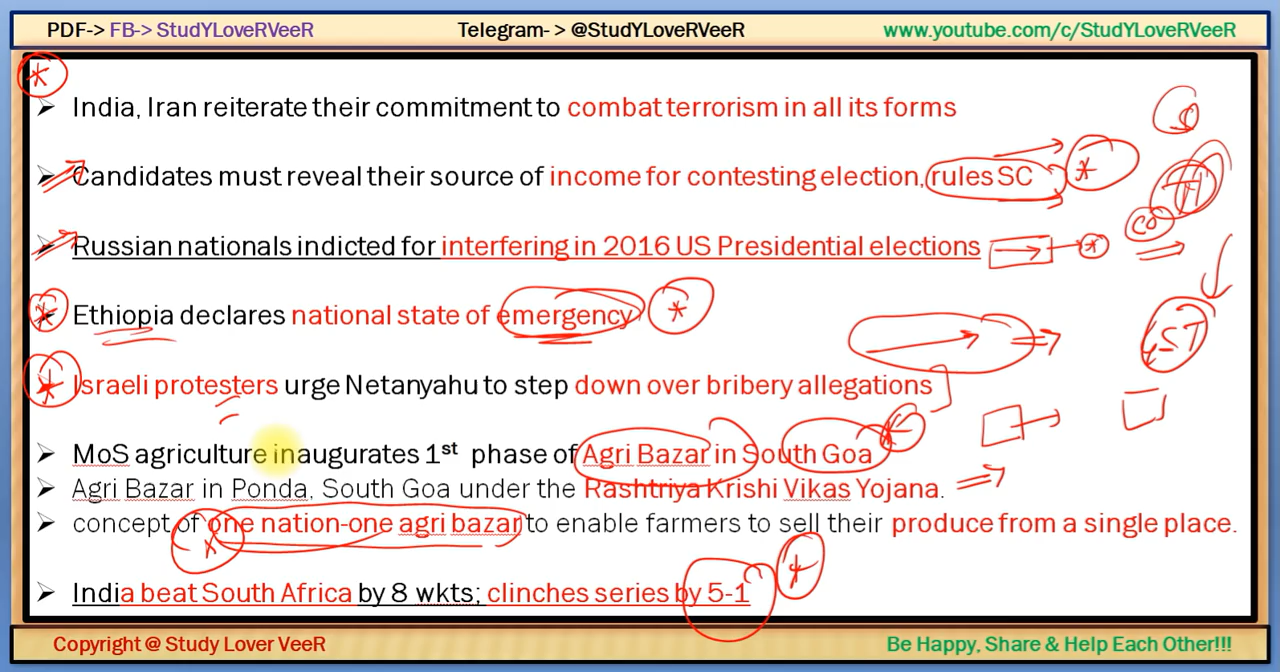 PDF-> FB-> StudYLoveRVeeR Telegram- > @StudYLoveRVeeR www.youtube.com/c/StudYLoveRVeeR
India, Iran reiterate their commitment to combat terrorism in all its forms
Candidates must reveal their source of income for contesting election, rules SC
Russian nationals indicted for interfering in 2016 US Presidential elections
Ethiopia declares national state of emergency
Israeli protesters urge Netanyahu to step down over bribery allegations
MoS agriculture inaugurates 1st phase of Agri Bazar in South Goa
Agri Bazar in Ponda, South Goa under the Rashtriya Krishi Vikas Yojana.
concept of one nation-one agri bazar to enable farmers to sell their produce from a single place.
India beat South Africa by 8 wkts; clinches series by 5-1
Copyright @ Study Lover VeeR Be Happy, Share & Help Each Other!!!